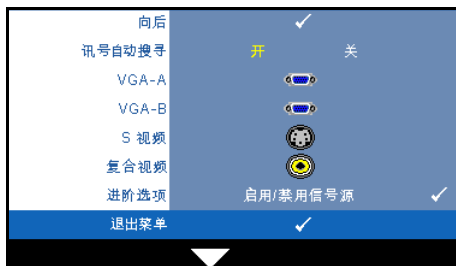 向后
讯号自动搜寻 开 关
VGA-A
VGA-B
S 视频
复合视频
进阶选项 启用/禁用信号源
退出菜单